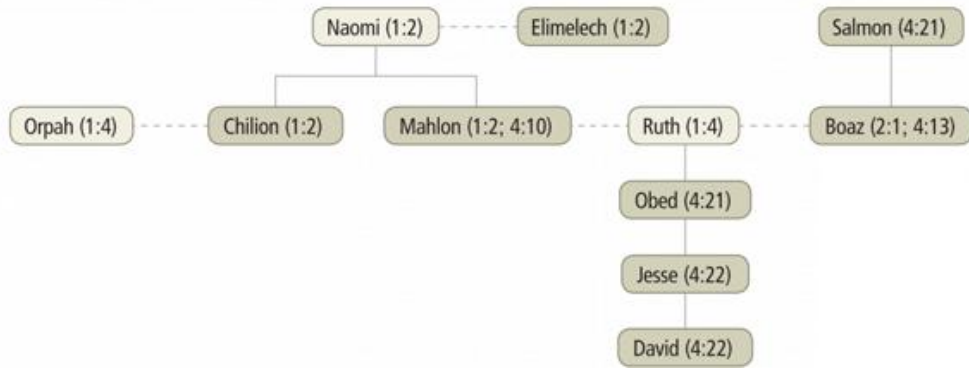 Naomi (1:2)
Elimelech (1:2)
Salmon (4:21)
Orpah (1:4)
Chilion (1:2)
Mahlon (1:2; 4:10)
Ruth (1:4)
Boaz (2:1; 4:13)
Obed (4:21)
Jesse (4:22)
David (4:22)